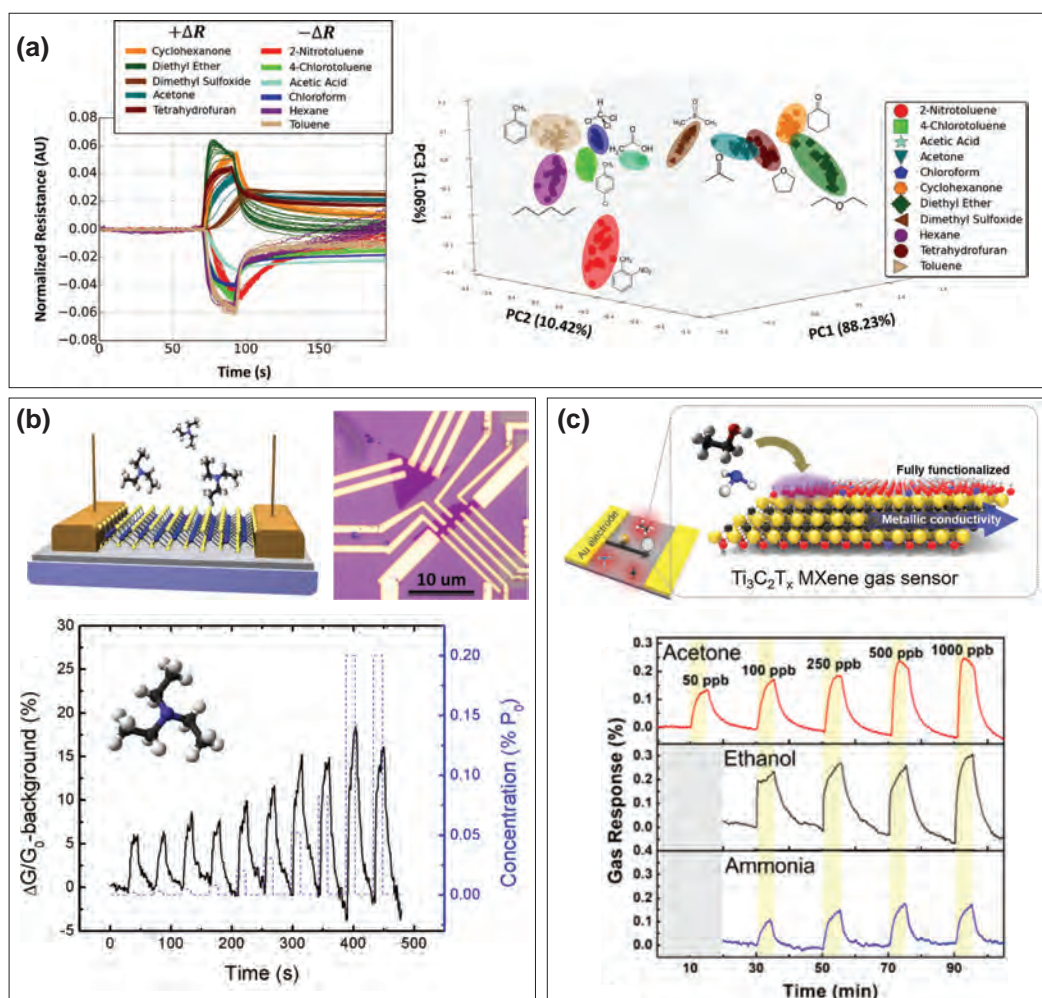 (a)
+ΔR
−ΔR
Cyclohexanone
Diethyl Ether
Dimethyl Sulfoxide
Acetone
Tetrahydrofuran
2-Nitrotoluene
4-Chlorotoluene
Acetic Acid
Chloroform
Hexane
Toluene
Normalized Resistance (AU)
0.08
0.06
0.04
0.02
0.00
−0.02
−0.04
−0.06
−0.08
0
50
100
150
Time (s)
PC3 (1.06%)
PC2 (10.42%)
PC1 (88.23%)
2-Nitrotoluene
4-Chlorotoluene
Acetic Acid
Acetone
Chloroform
Cyclohexanone
Diethyl Ether
Dimethyl Sulfoxide
Hexane
Tetrahydrofuran
Toluene
(b)
10 um
ΔG/G₀-background (%)
30
25
20
15
10
5
0
-5
0 100 200 300 400 500
Time (s)
0.20
0.15
0.10
0.05
0.00
Concentration (% P₀)
(c)
Au electrode
Fully functionalized
Metallic conductivity
Ti₃C₂Tₓ MXene gas sensor
Gas Response (%)
Acetone
50 ppb
100 ppb
250 ppb
500 ppb
1000 ppb
0.3
0.2
0.1
0.0
Ethanol
0.3
0.2
0.1
0.0
0.4
Ammonia
0.3
0.2
0.1
0.0
10 30 50 70 90
Time (min)